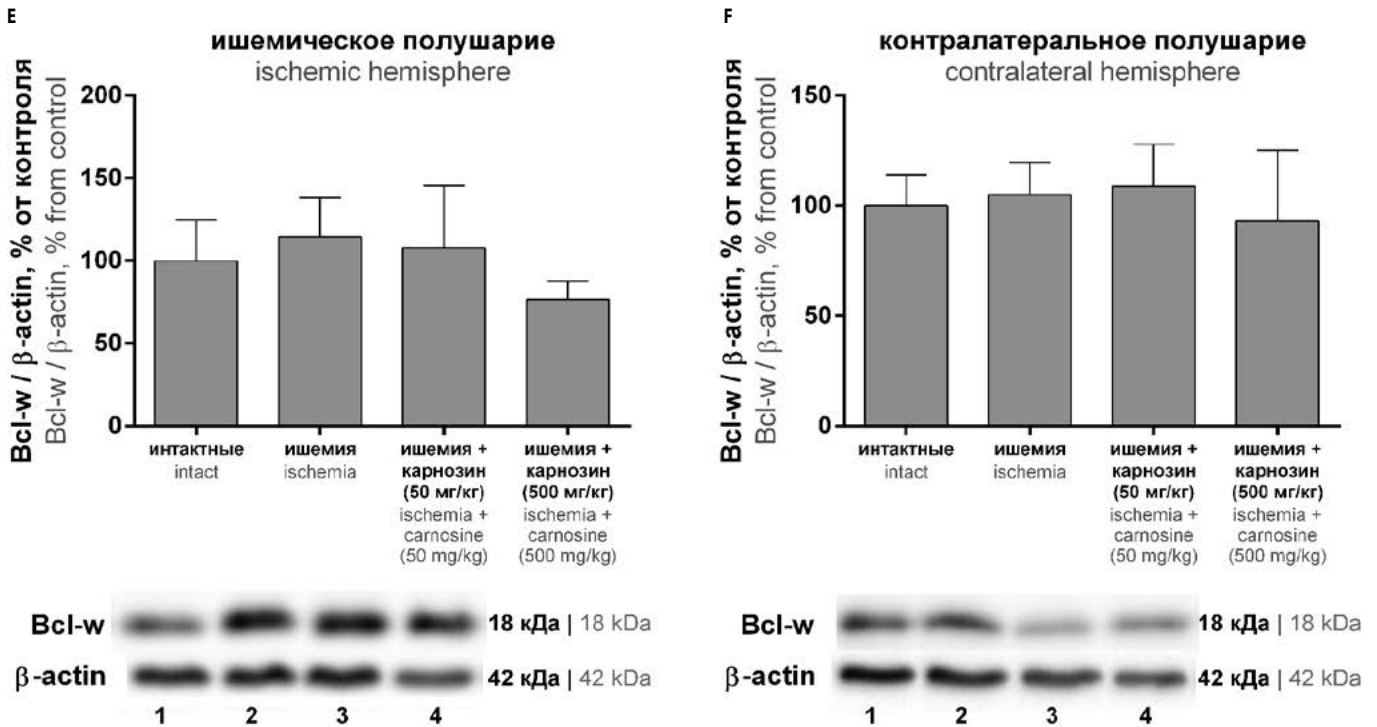 E
ишемическое полушарие
ischemic hemisphere
Bcl-w / β-actin, % от контроля
Bcl-w / β-actin, % from control
200
150
100
50
0
интактные
intact
ишемия
ischemia
ишемия +
карнозин
(50 мг/кг)
ischemia +
carnosine
(50 mg/kg)
ишемия +
карнозин
(500 мг/кг)
ischemia +
carnosine
(500 mg/kg)
Bcl-w
18 кДа | 18 kDa
β-actin
42 кДа | 42 kDa
1 2 3 4
F
контралатеральное полушарие
contralateral hemisphere
Bcl-w / β-actin, % от контроля
Bcl-w / β-actin, % from control
150
100
50
0
интактные
intact
ишемия
ischemia
ишемия +
карнозин
(50 мг/кг)
ischemia +
carnosine
(50 mg/kg)
ишемия +
карнозин
(500 мг/кг)
ischemia +
carnosine
(500 mg/kg)
Bcl-w
18 кДа | 18 kDa
β-actin
42 кДа | 42 kDa
1 2 3 4